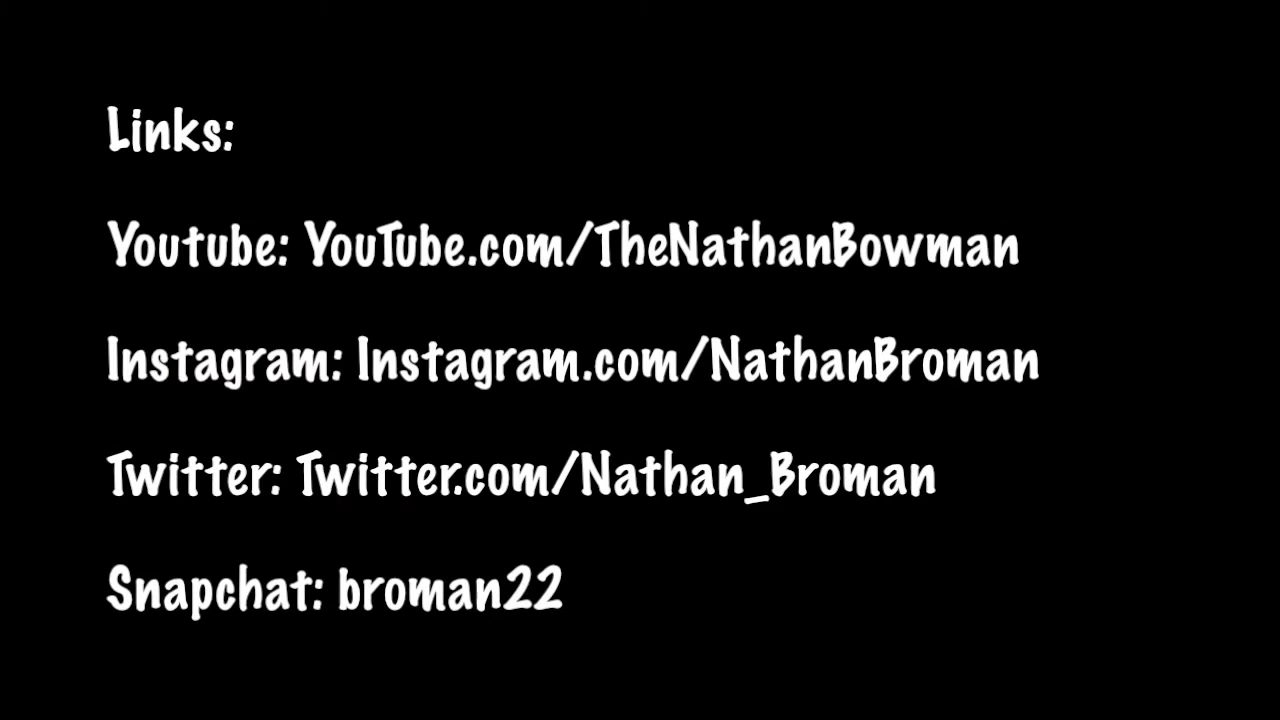 Links:
Youtube: YouTube.com/TheNathanBowman
Instagram: Instagram.com/NathanBroman
Twitter: Twitter.com/Nathan_Broman
Snapchat: broman22